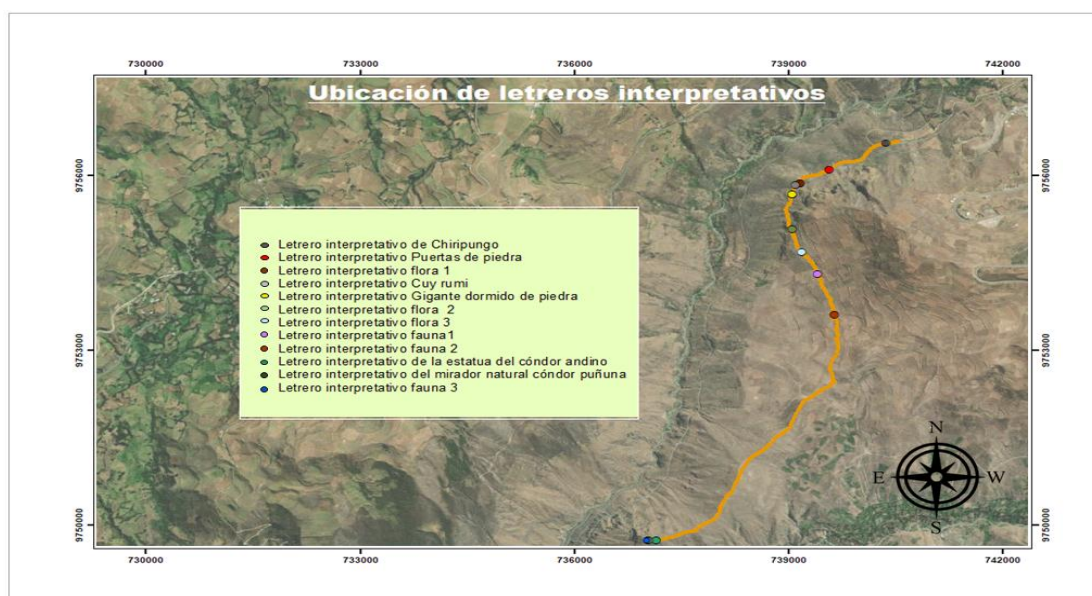 730000 733000 736000 739000 742000
Ubicación de letreros interpretativos
9756000 9756000
Letrero interpretativo de Chiripungo
Letrero interpretativo Puertas de piedra
Letrero interpretativo flora 1
Letrero interpretativo Cuy rumi
Letrero interpretativo Gigante dormido de piedra
Letrero interpretativo flora 2
Letrero interpretativo flora 3
Letrero interpretativo fauna1
Letrero interpretativo fauna 2
Letrero interpretativo de la estatua del cóndor andino
Letrero interpretativo del mirador natural cóndor puñuna
Letrero interpretativo fauna 3
9753000 9753000
N
E W
S
9750000 9750000
730000 733000 736000 739000 742000